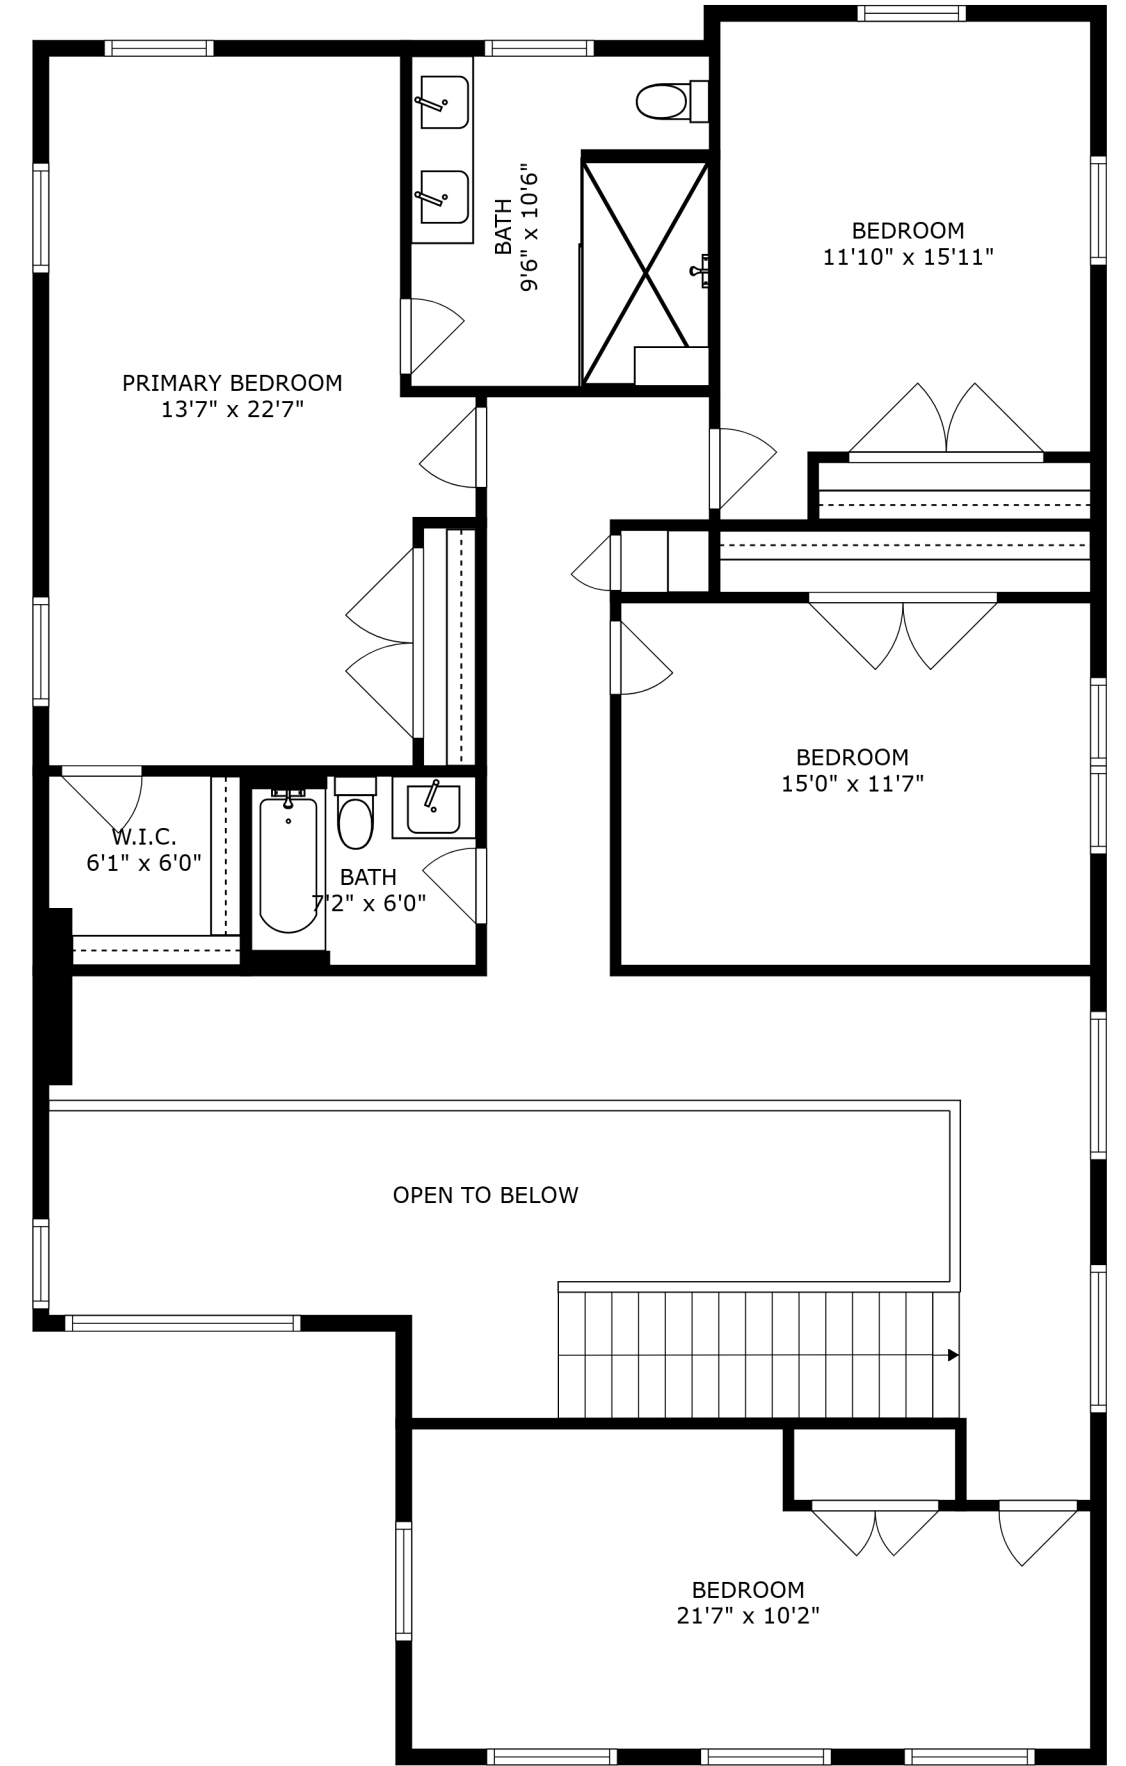 BEDROOM
11'10" x 15'11"
BATH
9'6" x 10'6"
PRIMARY BEDROOM
13'7" x 22'7"
BEDROOM
15'0" x 11'7"
W.I.C.
6'1" x 6'0"
BATH
7'2" x 6'0"
OPEN TO BELOW
BEDROOM
21'7" x 10'2"